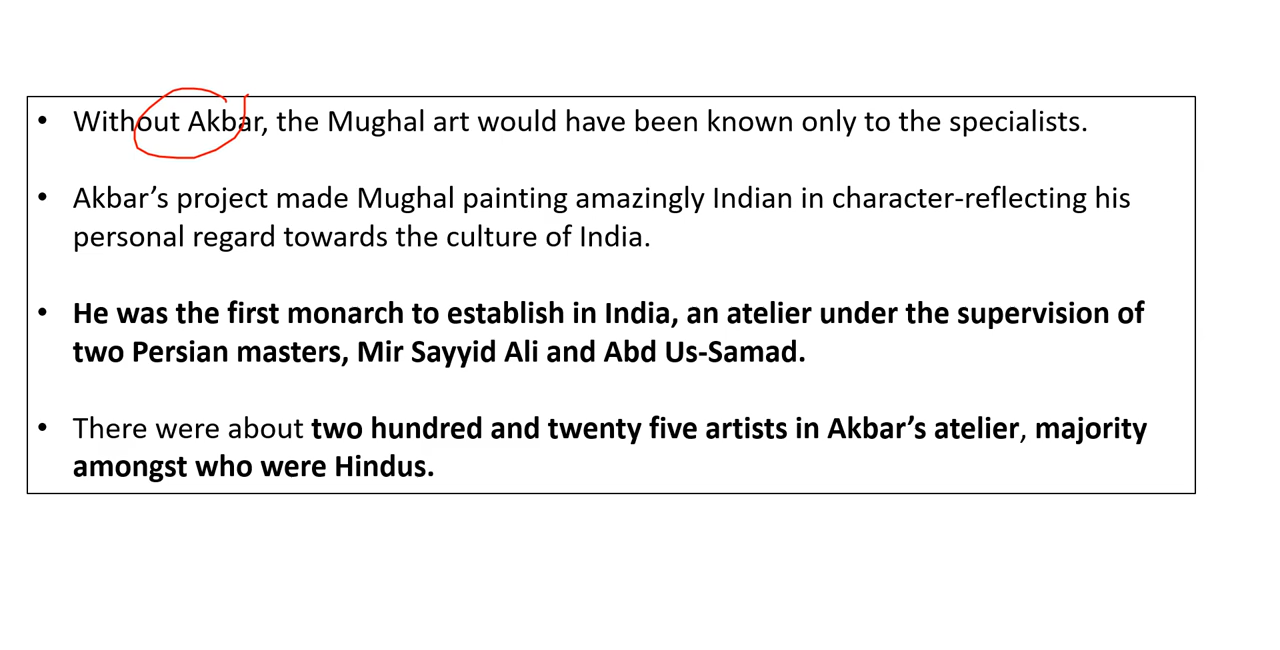 • Without Akbar, the Mughal art would have been known only to the specialists.
• Akbar’s project made Mughal painting amazingly Indian in character-reflecting his
personal regard towards the culture of India.
• He was the first monarch to establish in India, an atelier under the supervision of
two Persian masters, Mir Sayyid Ali and Abd Us-Samad.
• There were about two hundred and twenty five artists in Akbar’s atelier, majority
amongst who were Hindus.